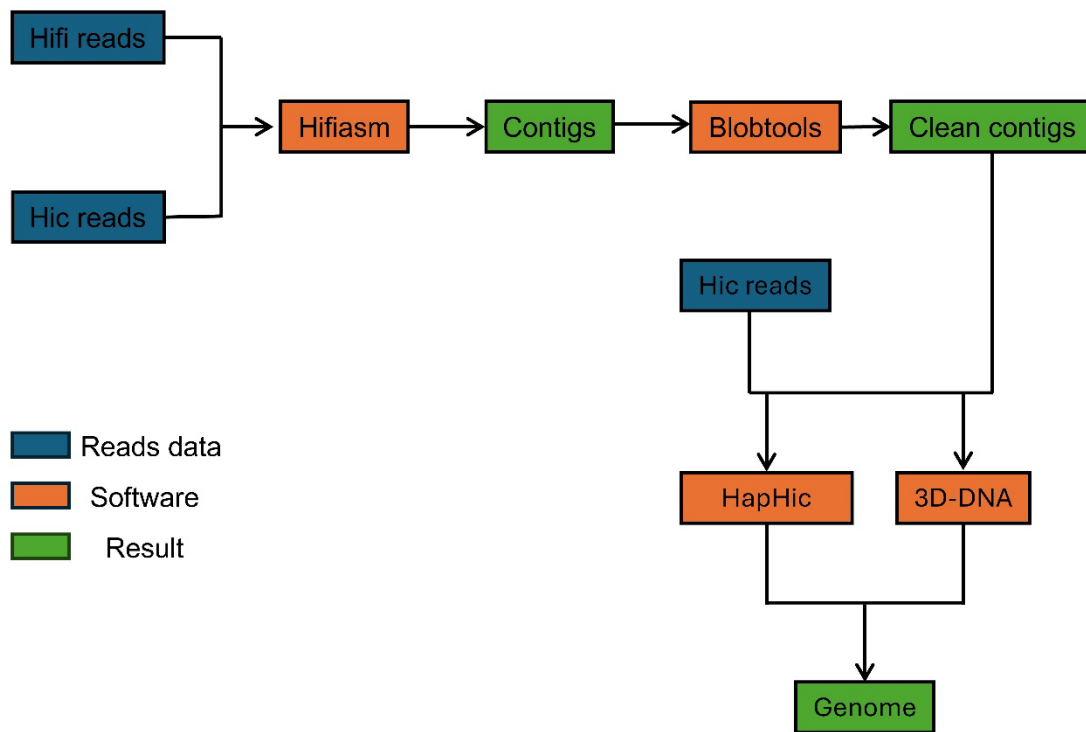 Hifi reads
Hifiasm
Contigs
Blobtools
Clean contigs
Hic reads
Hic reads
Reads data
Software
Result
HapHic
3D-DNA
Genome